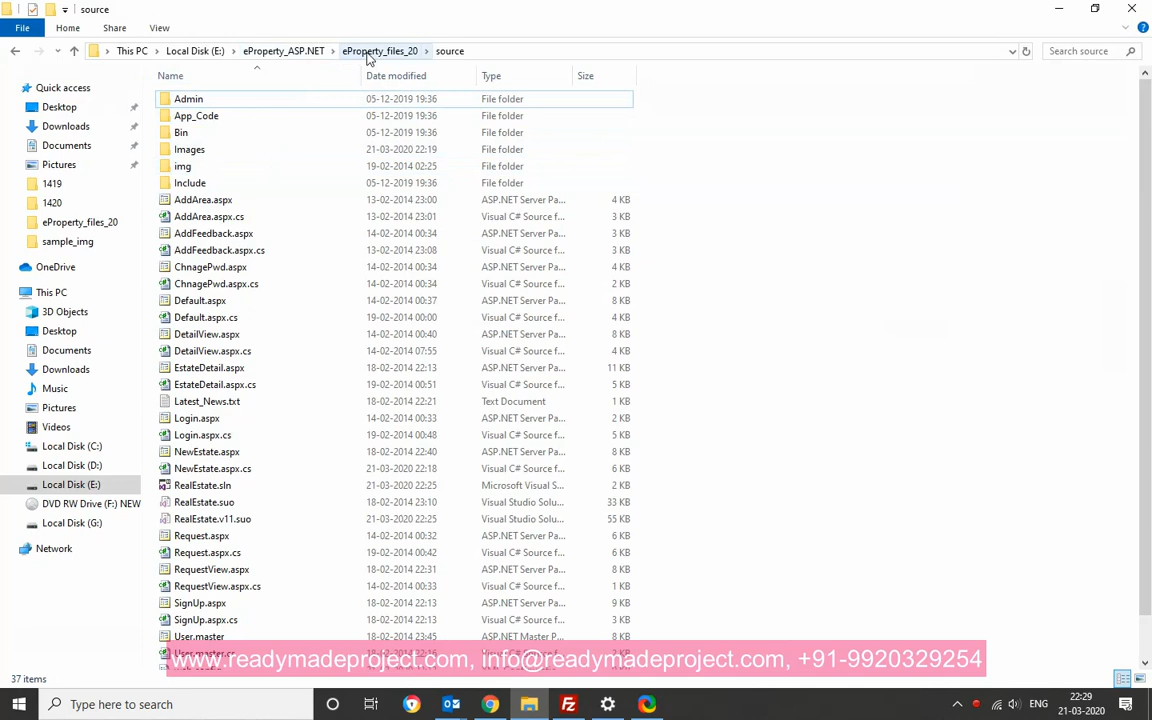 source
File Home Share View
This PC Local Disk (E:) eProperty_ASP.NET eProperty_files_20 source Search source
Name Date modified Type Size
Quick access
Desktop
Downloads
Documents
Pictures
1419
1420
eProperty_files_20
sample_img
OneDrive
This PC
3D Objects
Desktop
Documents
Downloads
Music
Pictures
Videos
Local Disk (C:)
Local Disk (D:)
Local Disk (E:)
DVD RW Drive (F:) NEW
Local Disk (G:)
Network
Admin 05-12-2019 19:36 File folder
App_Code 05-12-2019 19:36 File folder
Bin 05-12-2019 19:36 File folder
Images 21-03-2020 22:19 File folder
img 19-02-2014 02:25 File folder
Include 05-12-2019 19:36 File folder
AddArea.aspx 13-02-2014 23:00 ASP.NET Server Pa... 4 KB
AddArea.aspx.cs 13-02-2014 23:01 Visual C# Source f... 3 KB
AddFeedback.aspx 14-02-2014 00:34 ASP.NET Server Pa... 3 KB
AddFeedback.aspx.cs 13-02-2014 23:08 Visual C# Source f... 3 KB
ChnagePwd.aspx 14-02-2014 00:34 ASP.NET Server Pa... 4 KB
ChnagePwd.aspx.cs 14-02-2014 00:34 Visual C# Source f... 2 KB
Default.aspx 14-02-2014 00:37 ASP.NET Server Pa... 8 KB
Default.aspx.cs 14-02-2014 00:00 Visual C# Source f... 4 KB
DetailView.aspx 14-02-2014 00:40 ASP.NET Server Pa... 8 KB
DetailView.aspx.cs 14-02-2014 07:55 Visual C# Source f... 4 KB
EstateDetail.aspx 18-02-2014 22:13 ASP.NET Server Pa... 11 KB
EstateDetail.aspx.cs 19-02-2014 00:51 Visual C# Source f... 5 KB
Latest_News.txt 18-02-2014 22:21 Text Document 1 KB
Login.aspx 14-02-2014 00:33 ASP.NET Server Pa... 2 KB
Login.aspx.cs 19-02-2014 00:48 Visual C# Source f... 5 KB
NewEstate.aspx 18-02-2014 22:40 ASP.NET Server Pa... 8 KB
NewEstate.aspx.cs 21-03-2020 22:18 Visual C# Source f... 6 KB
RealEstate.sln 21-03-2020 22:25 Microsoft Visual S... 2 KB
RealEstate.suo 18-02-2014 23:10 Visual Studio Solu... 33 KB
RealEstate.v11.suo 21-03-2020 22:25 Visual Studio Solu... 55 KB
Request.aspx 14-02-2014 00:32 ASP.NET Server Pa... 6 KB
Request.aspx.cs 19-02-2014 00:42 Visual C# Source f... 6 KB
RequestView.aspx 18-02-2014 22:31 ASP.NET Server Pa... 8 KB
RequestView.aspx.cs 14-02-2014 00:33 Visual C# Source f... 1 KB
SignUp.aspx 18-02-2014 22:13 ASP.NET Server Pa... 9 KB
SignUp.aspx.cs 18-02-2014 22:13 Visual C# Source f... 3 KB
User.master 18-02-2014 23:45 ASP.NET Master P... 6 KB
www.readymadeproject.com, info@readymadeproject.com, +91-9920329254
37 items
Type here to search
ENG
22:29
21-03-2020